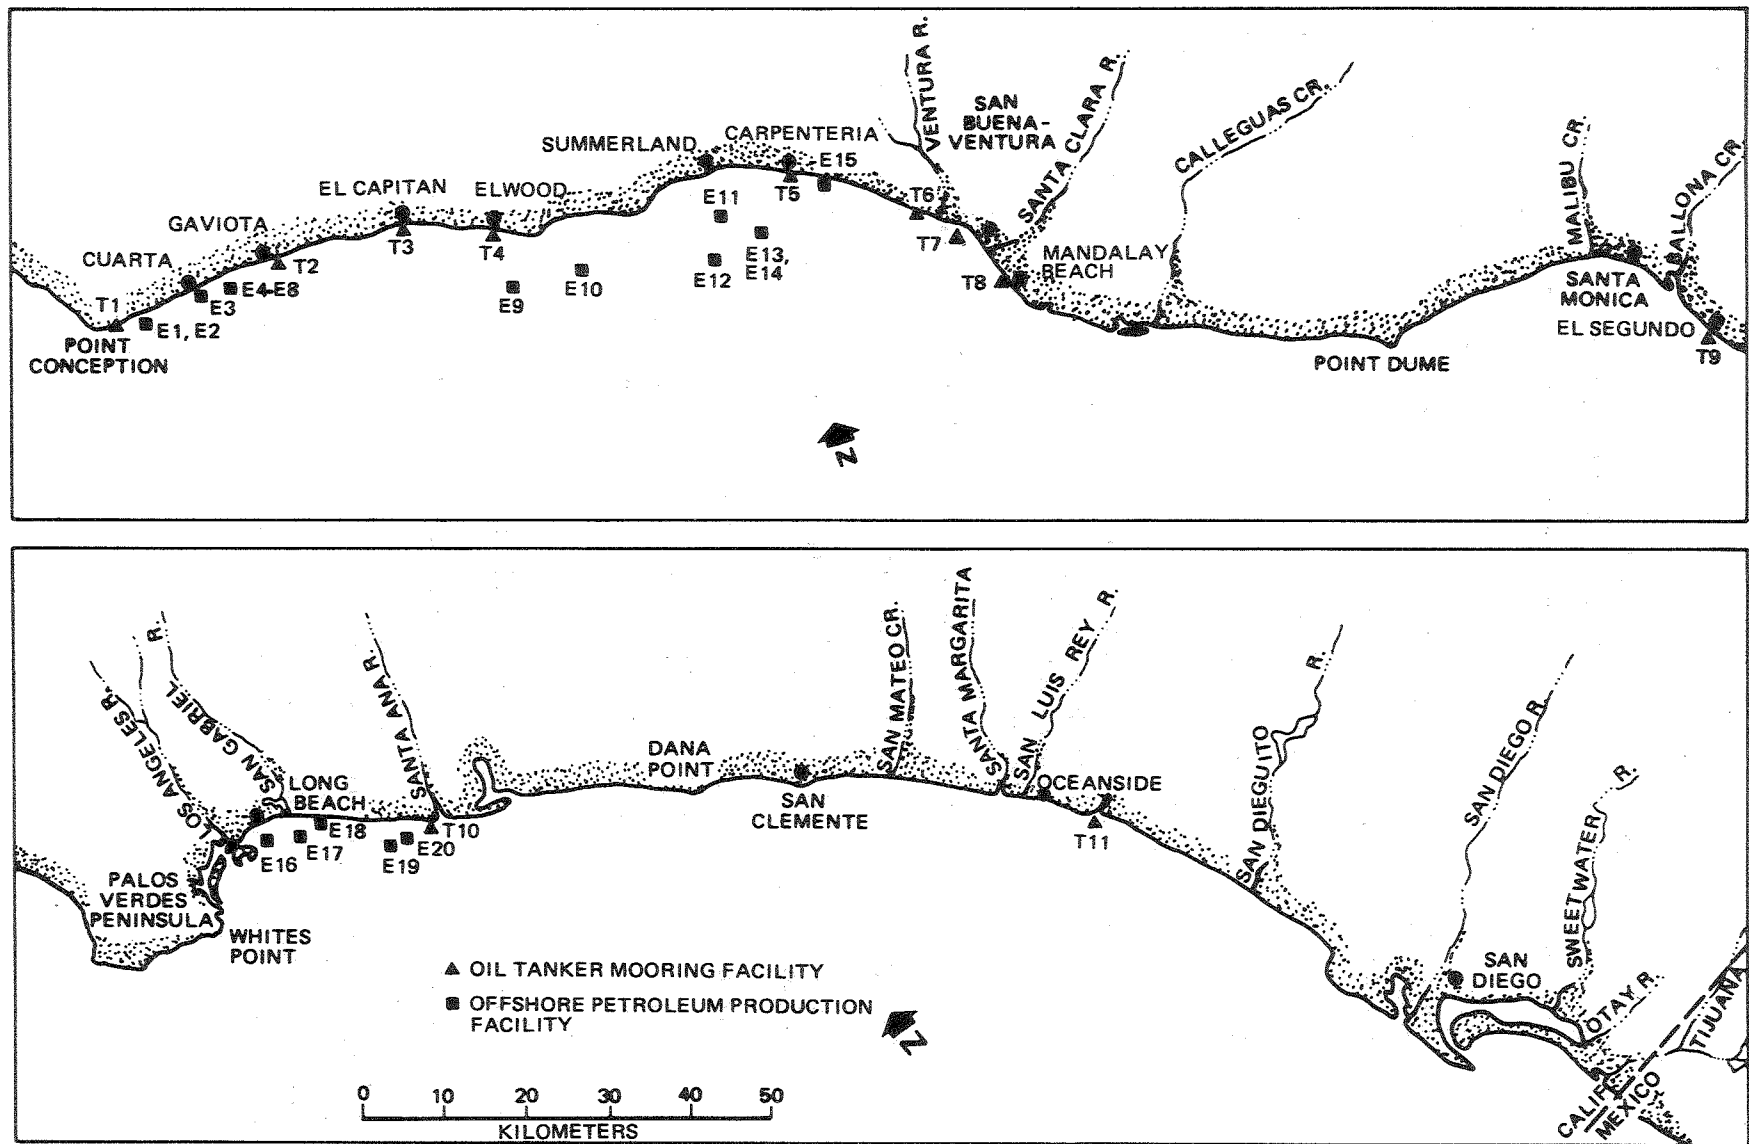 VENTURA R.
SAN
BUENA-
VENTURA
SANTA CLARA R.
CALLEGUAS CR.
MALIBU CR.
BALLONA CR.
SUMMERLAND
CARPENTERIA
E15
EL CAPITAN
ELWOOD
GAVIOTA
CUARTA
T1
E1, E2
E3
E4-E8
T2
T3
T4
E9
E10
E11
E12
E13,
E14
T5
T6
T7
T8
MANDALAY
BEACH
POINT
CONCEPTION
POINT DUME
SANTA
MONICA
EL SEGUNDO
T9
N
LOS ANGELES R.
SAN GABRIEL R.
SANTA ANA R.
LONG
BEACH
E16
E17
E18
E19
E20
T10
PALOS
VERDES
PENINSULA
WHITES
POINT
DANA
POINT
SAN
CLEMENTE
SAN MATEO CR.
SANTA MARGARITA
SAN LUIS REY R.
OCEANSIDE
T11
SAN DIEGUITO R.
SAN DIEGO R.
SAN
DIEGO
SWEETWATER R.
OTAY R.
TIJUANA
CALIF
MEXICO
OIL TANKER MOORING FACILITY
OFFSHORE PETROLEUM PRODUCTION
FACILITY
N
0 10 20 30 40 50
KILOMETERS